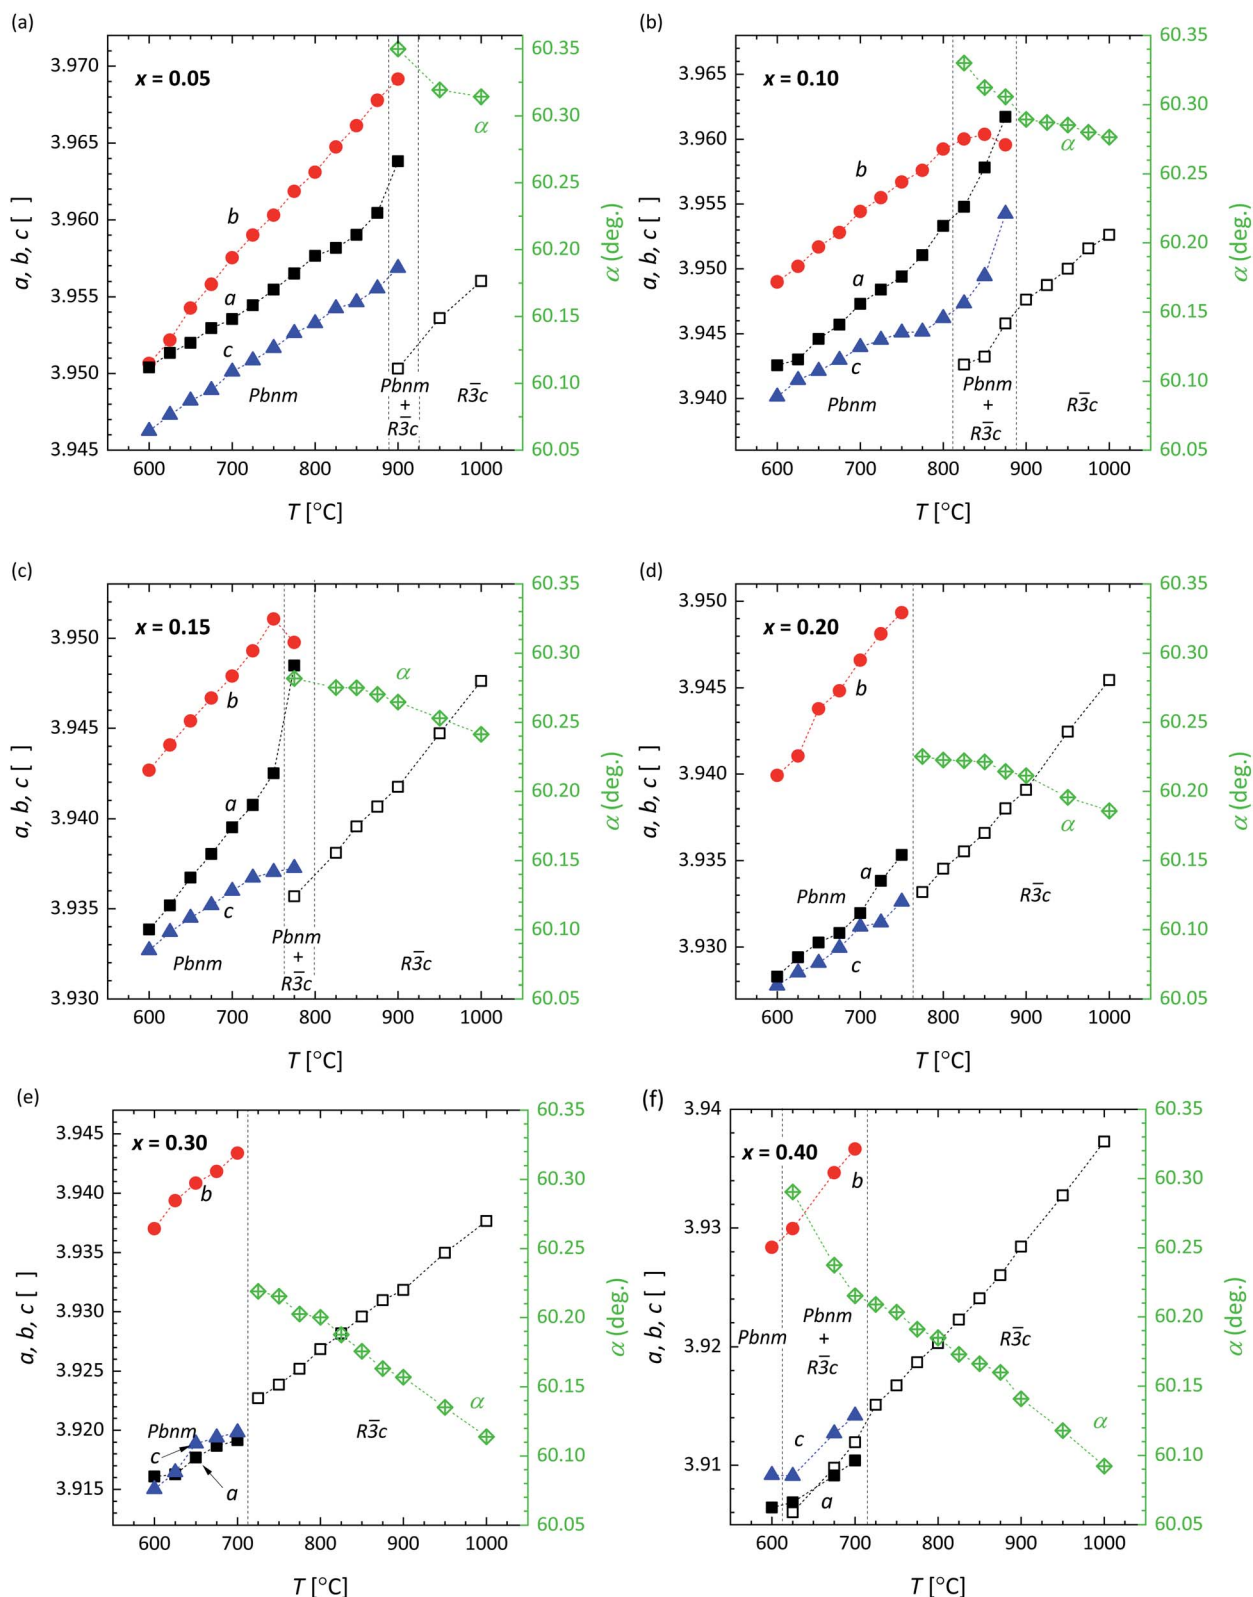 (a)
x = 0.05
3.970
3.965
3.960
3.955
3.950
3.945
a, b, c [ ]
b
a
c
α
Pbnm
Pbnm
+
R3̅c
R3̅c
60.35
60.30
60.25
60.20
60.15
60.10
60.05
α (deg.)
600 700 800 900 1000
T [°C]
(b)
x = 0.10
3.965
3.960
3.955
3.950
3.945
3.940
a, b, c [ ]
b
a
c
α
Pbnm
Pbnm
+
R3̅c
R3̅c
60.35
60.30
60.25
60.20
60.15
60.10
60.05
α (deg.)
600 700 800 900 1000
T [°C]
(c)
x = 0.15
3.950
3.945
3.940
3.935
3.930
a, b, c [ ]
b
a
c
α
Pbnm
Pbnm
+
R3̅c
R3̅c
60.35
60.30
60.25
60.20
60.15
60.10
60.05
α (deg.)
600 700 800 900 1000
T [°C]
(d)
x = 0.20
3.950
3.945
3.940
3.935
3.930
a, b, c [ ]
b
a
c
α
Pbnm
R3̅c
60.35
60.30
60.25
60.20
60.15
60.10
60.05
α (deg.)
600 700 800 900 1000
T [°C]
(e)
x = 0.30
3.945
3.940
3.935
3.930
3.925
3.920
3.915
a, b, c [ ]
b
Pbnm
c
a
α
R3̅c
60.35
60.30
60.25
60.20
60.15
60.10
60.05
α (deg.)
600 700 800 900 1000
T [°C]
(f)
x = 0.40
3.94
3.93
3.92
3.91
a, b, c [ ]
b
c
a
α
Pbnm
Pbnm
+
R3̅c
R3̅c
60.35
60.30
60.25
60.20
60.15
60.10
60.05
α (deg.)
600 700 800 900 1000
T [°C]